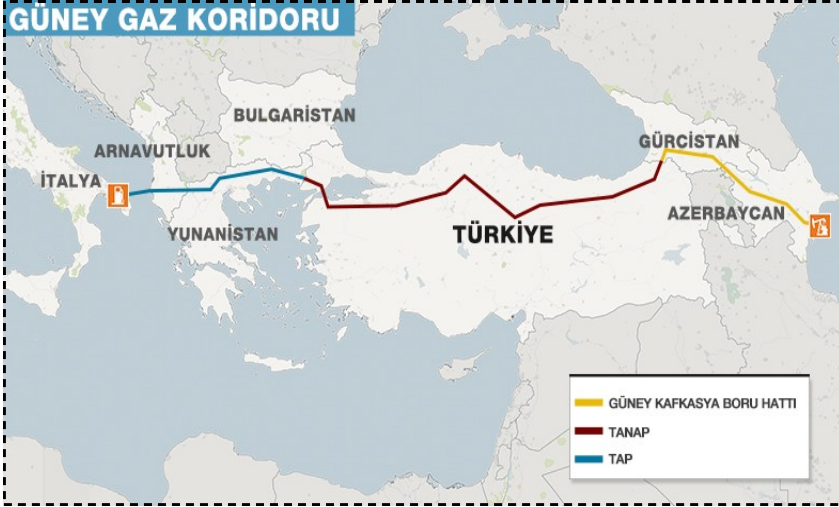 GÜNEY GAZ KORİDORU
BULGARİSTAN
GÜRCİSTAN
ARNAVUTLUK
İTALYA
AZERBAYCAN
YUNANİSTAN
TÜRKİYE
GÜNEY KAFKASYA BORU HATTI
TANAP
TAP